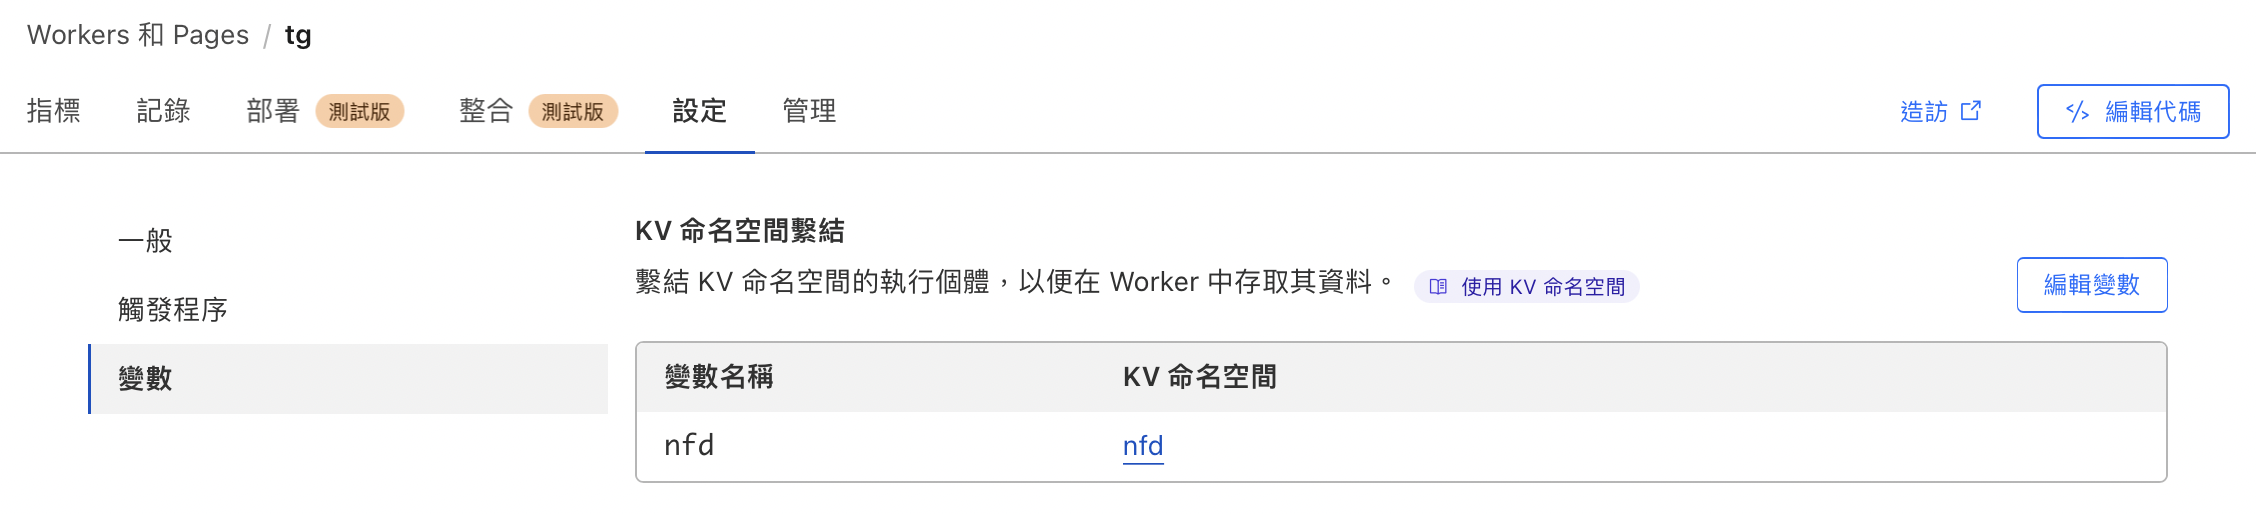 Workers 和 Pages / tg
指標 記錄 部署 測試版 整合 測試版 設定 管理 造訪 編輯代碼
一般
觸發程序
變數
KV 命名空間繫結
繫結 KV 命名空間的執行個體，以便在 Worker 中存取其資料。 使用 KV 命名空間
編輯變數
變數名稱 KV 命名空間
nfd nfd